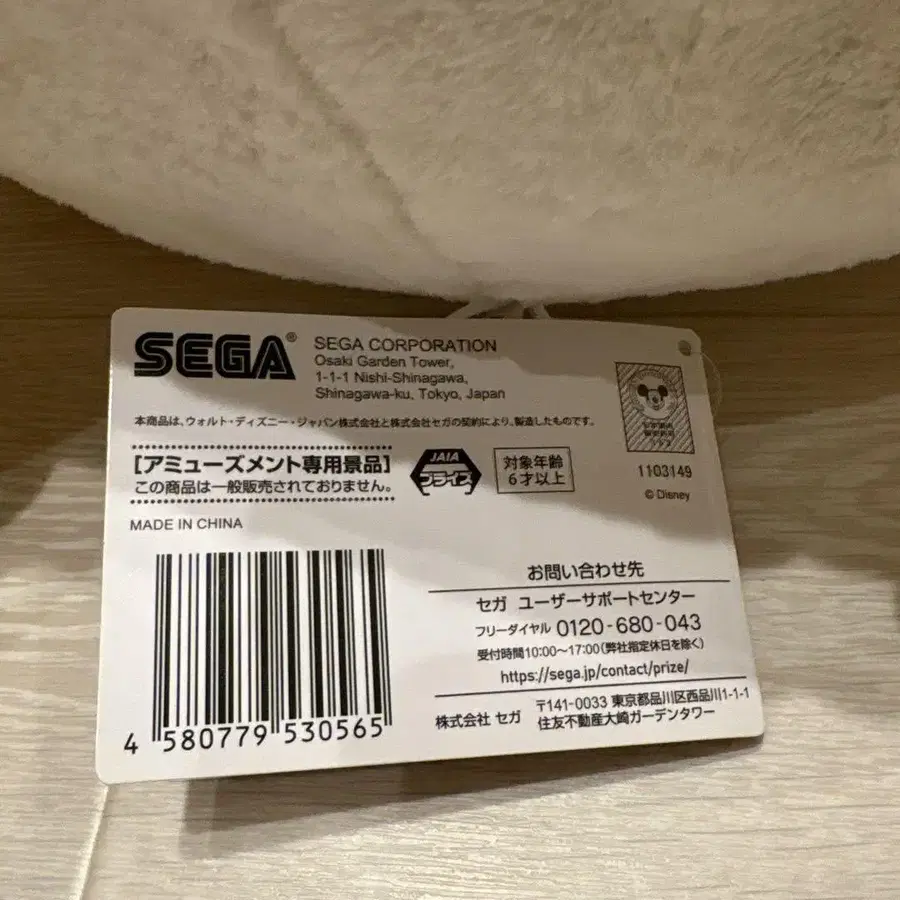 SEGA®
SEGA CORPORATION
Osaki Garden Tower,
1-1-1 Nishi-Shinagawa,
Shinagawa-ku, Tokyo, Japan
本商品は、ウォルト・ディズニー・ジャパン株式会社と株式会社セガの契約により、製造したものです。
[アミューズメント専用景品]
この商品は一般販売されておりません。
JAIA
プライズ
対象年齢
6才以上
1103149
© Disney
MADE IN CHINA
4 580779 530565
お問い合わせ先
セガ ユーザーサポートセンター
フリーダイヤル 0120-680-043
受付時間10:00～17:00(弊社指定休日を除く)
https://sega.jp/contact/prize/
株式会社 セガ
〒141-0033 東京都品川区西品川1-1-1
住友不動産大崎ガーデンタワー